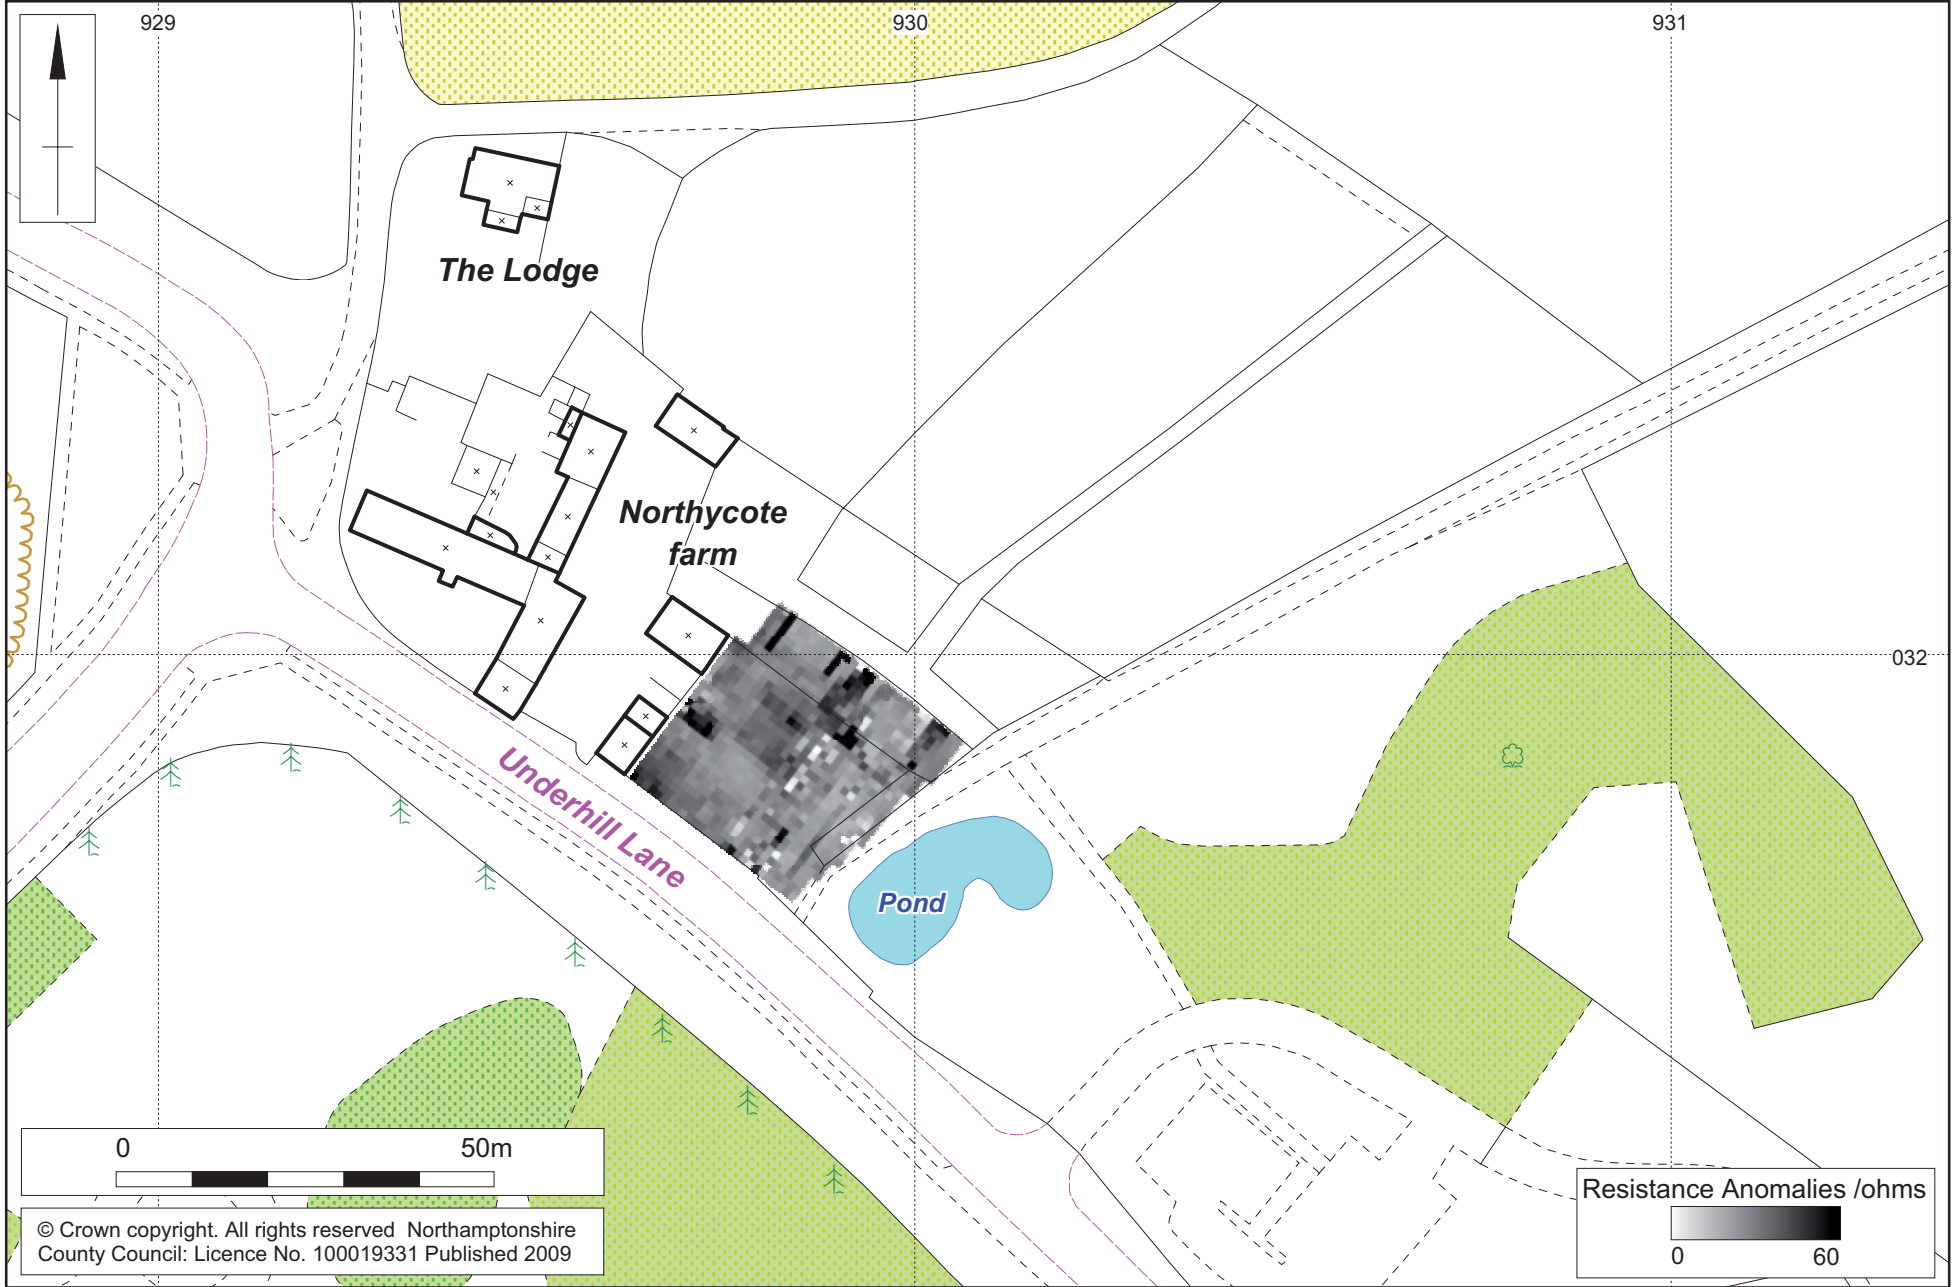 929
930
931
The Lodge
Northycote
farm
032
Underhill Lane
Pond
0 50m
© Crown copyright. All rights reserved Northamptonshire
County Council: Licence No. 100019331 Published 2009
Resistance Anomalies /ohms
0 60